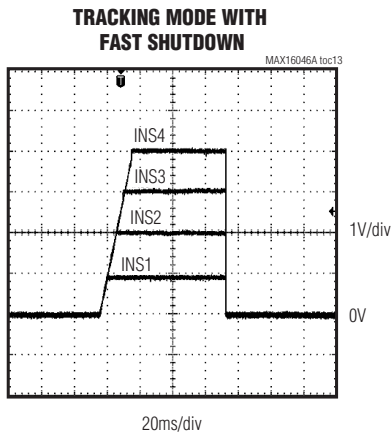 TRACKING MODE WITH
FAST SHUTDOWN
MAX16046A toc13
T
INS4
INS3
INS2
INS1
1V/div
0V
20ms/div